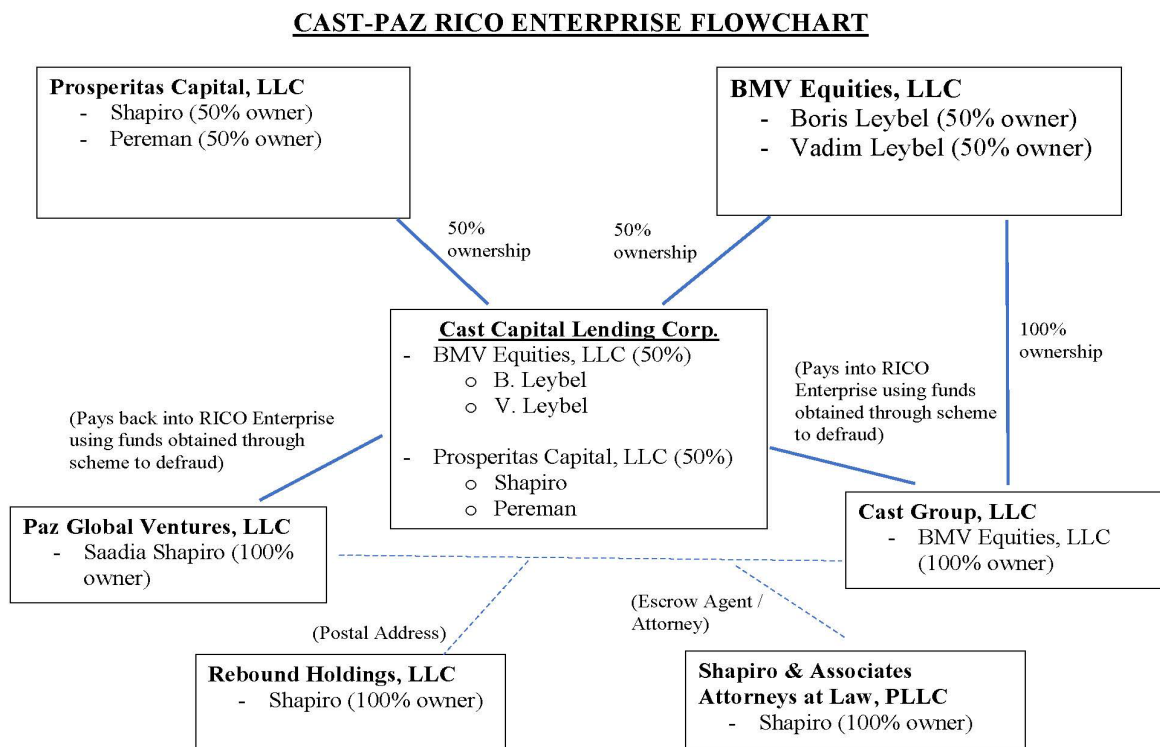 CAST-PAZ RICO ENTERPRISE FLOWCHART
Prosperitas Capital, LLC
- Shapiro (50% owner)
- Pereman (50% owner)
BMV Equities, LLC
- Boris Leybel (50% owner)
- Vadim Leybel (50% owner)
50%
ownership
50%
ownership
100%
ownership
Cast Capital Lending Corp.
- BMV Equities, LLC (50%)
o B. Leybel
o V. Leybel
- Prosperitas Capital, LLC (50%)
o Shapiro
o Pereman
(Pays back into RICO Enterprise
using funds obtained through
scheme to defraud)
(Pays into RICO
Enterprise using funds
obtained through scheme
to defraud)
Paz Global Ventures, LLC
- Saadia Shapiro (100%
owner)
Cast Group, LLC
- BMV Equities, LLC
(100% owner)
(Postal Address)
(Escrow Agent /
Attorney)
Rebound Holdings, LLC
- Shapiro (100% owner)
Shapiro & Associates
Attorneys at Law, PLLC
- Shapiro (100% owner)